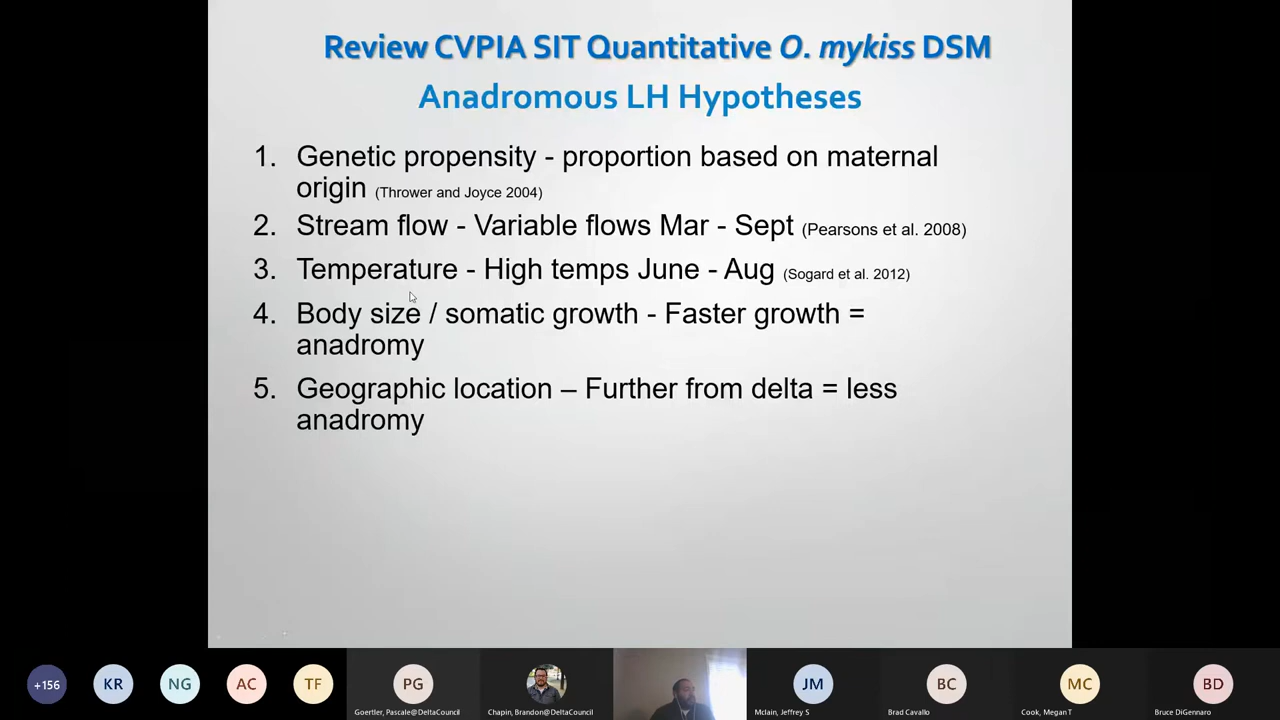 Review CVPIA SIT Quantitative O. mykiss DSM
Anadromous LH Hypotheses
1. Genetic propensity - proportion based on maternal
origin (Thrower and Joyce 2004)
2. Stream flow - Variable flows Mar - Sept (Pearsons et al. 2008)
3. Temperature - High temps June - Aug (Sogard et al. 2012)
4. Body size / somatic growth - Faster growth =
anadromy
5. Geographic location – Further from delta = less
anadromy
+156 KR NG AC TF PG JM BC MC BD
Goertler, Pascale@DeltaCouncil Chapin, Brandon@DeltaCouncil Mclain, Jeffrey S Brad Cavallo Cook, Megan T Bruce DiGennaro